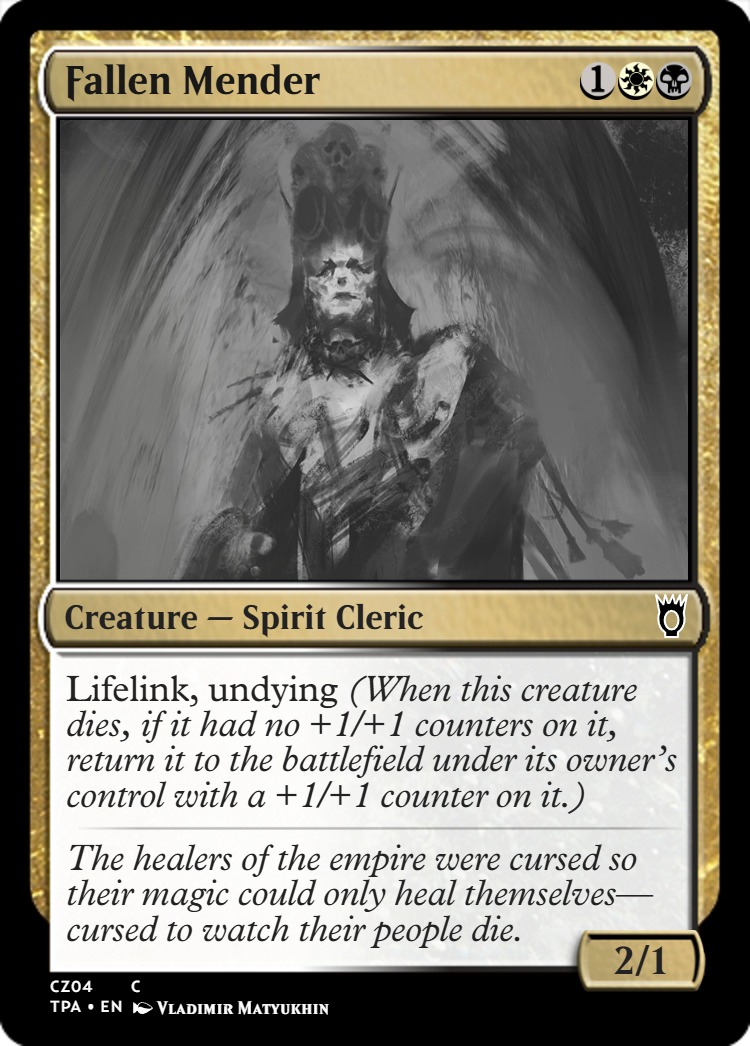 Fallen Mender 1
Creature — Spirit Cleric
Lifelink, undying (When this creature
dies, if it had no +1/+1 counters on it,
return it to the battlefield under its owner's
control with a +1/+1 counter on it.)
The healers of the empire were cursed so
their magic could only heal themselves—
cursed to watch their people die.
2/1
CZ04 C
TPA • EN Vladimir Matyukhin